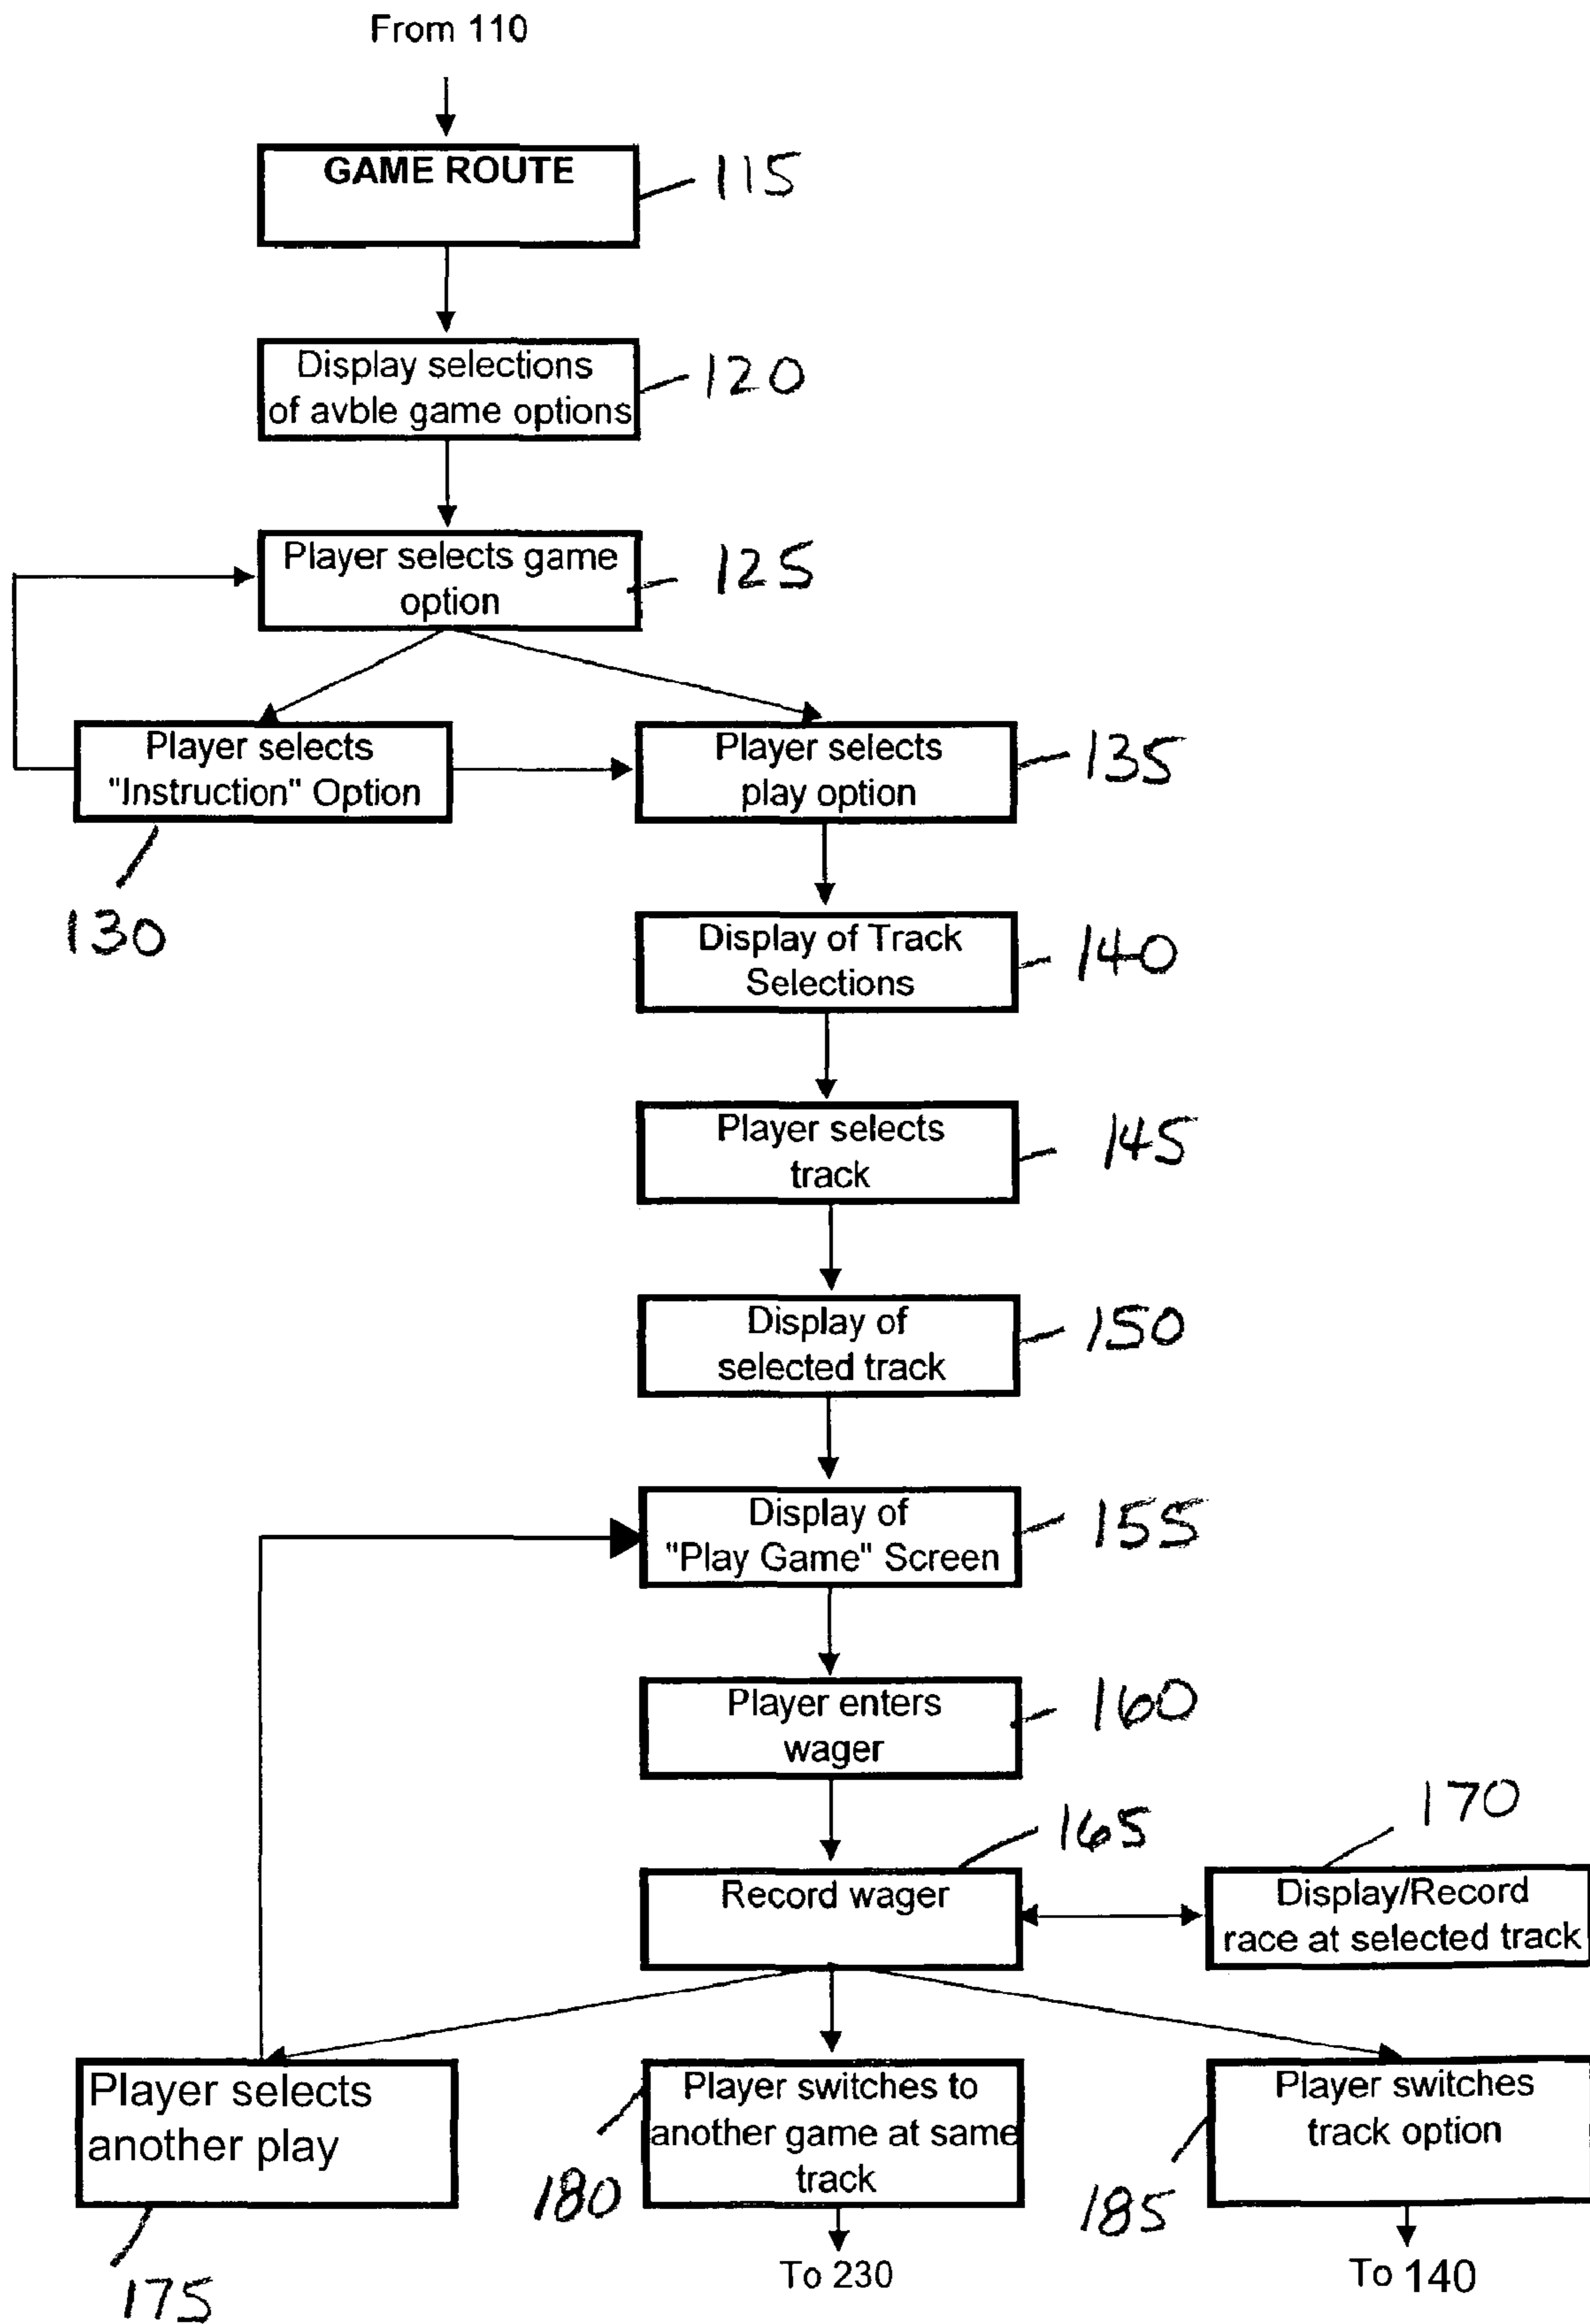 From 110
GAME ROUTE
115
Display selections
of avble game options
120
Player selects game
option
125
Player selects
"Instruction" Option
130
Player selects
play option
135
Display of Track
Selections
140
Player selects
track
145
Display of
selected track
150
Display of
"Play Game" Screen
155
Player enters
wager
160
Record wager
165
Display/Record
race at selected track
170
Player selects
another play
175
Player switches to
another game at same
track
180
To 230
Player switches
track option
185
To 140